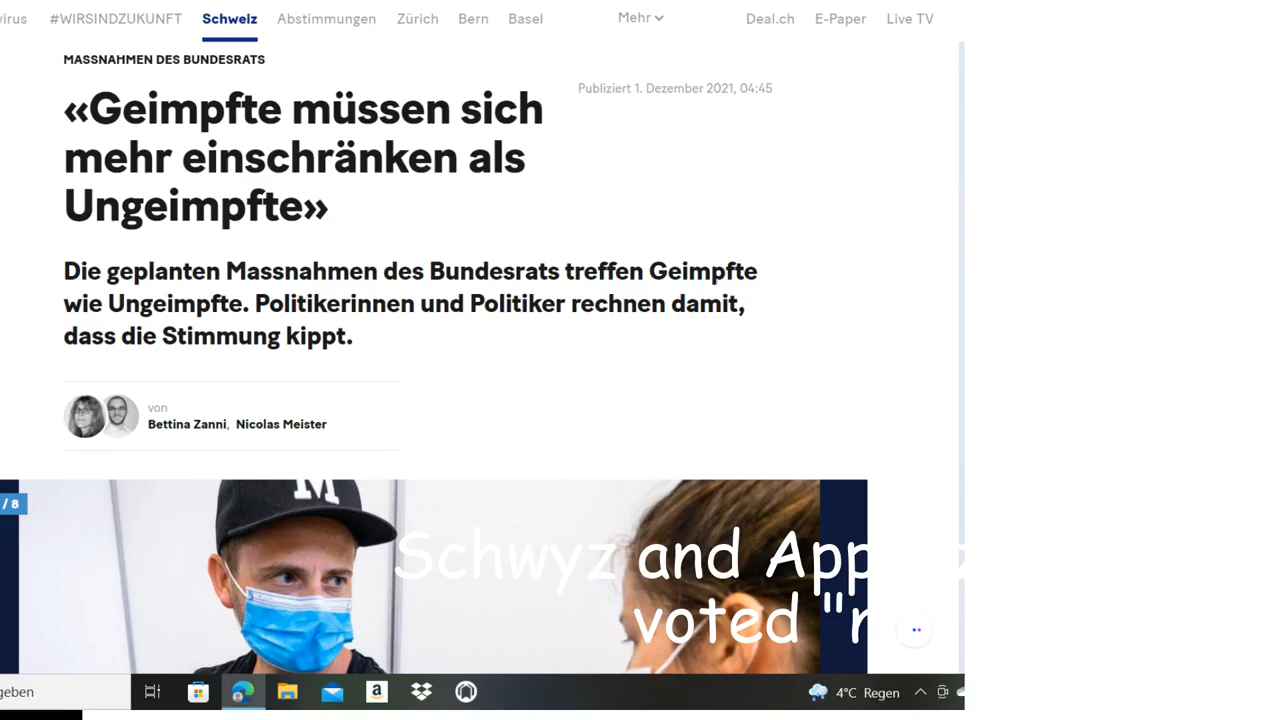 #WIRSINDZUKUNFT Schweiz Abstimmungen Zürich Bern Basel Mehr Deal.ch E-Paper Live TV
MASSNAHMEN DES BUNDESRATS
Publiziert 1. Dezember 2021, 04:45
«Geimpfte müssen sich
mehr einschränken als
Ungeimpfte»
Die geplanten Massnahmen des Bundesrats treffen Geimpfte
wie Ungeimpfte. Politikerinnen und Politiker rechnen damit,
dass die Stimmung kippt.
von
Bettina Zanni, Nicolas Meister
/ 8
M
Schwyz and
voted
4°C Regen